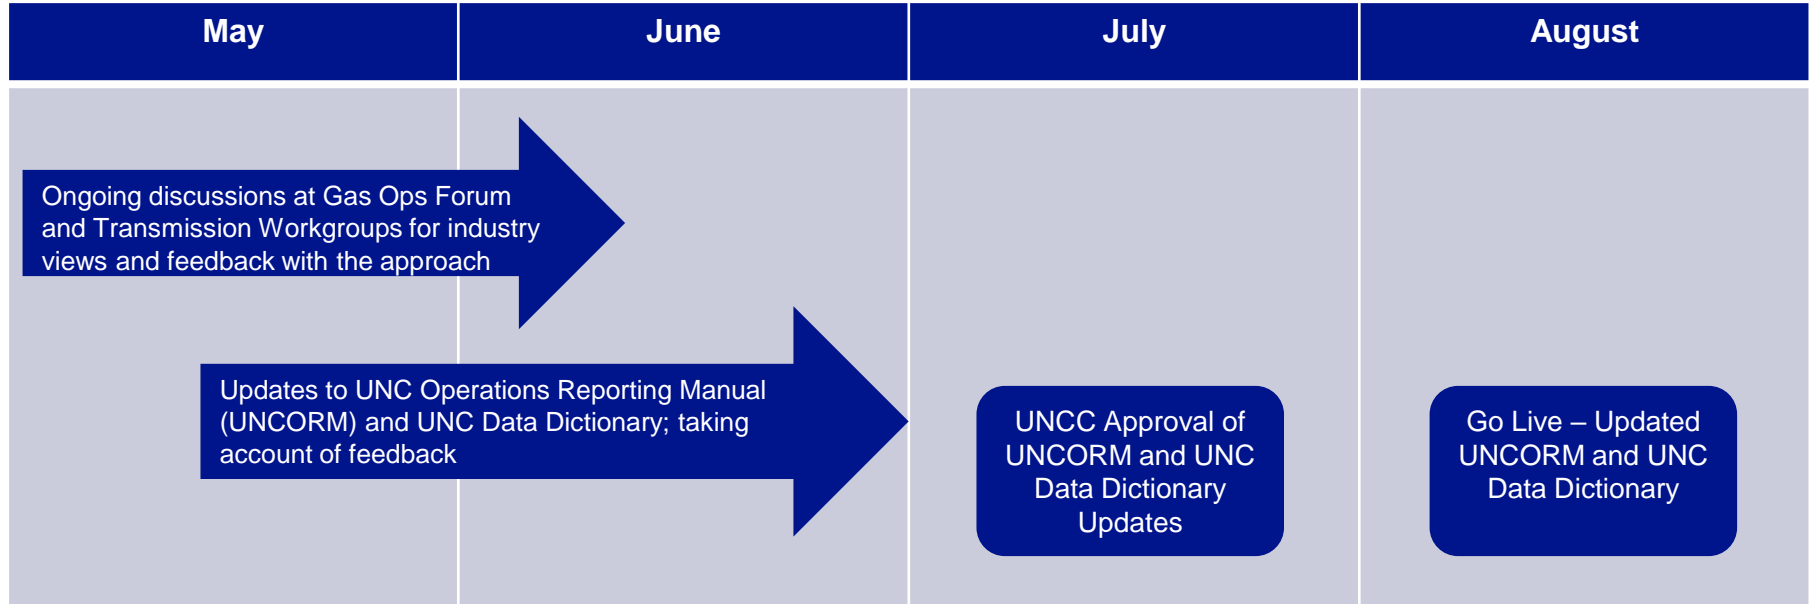 May
June
July
August
Ongoing discussions at Gas Ops Forum
and Transmission Workgroups for industry
views and feedback with the approach
Updates to UNC Operations Reporting Manual
(UNCORM) and UNC Data Dictionary; taking
account of feedback
UNCC Approval of
UNCORM and UNC
Data Dictionary
Updates
Go Live – Updated
UNCORM and UNC
Data Dictionary